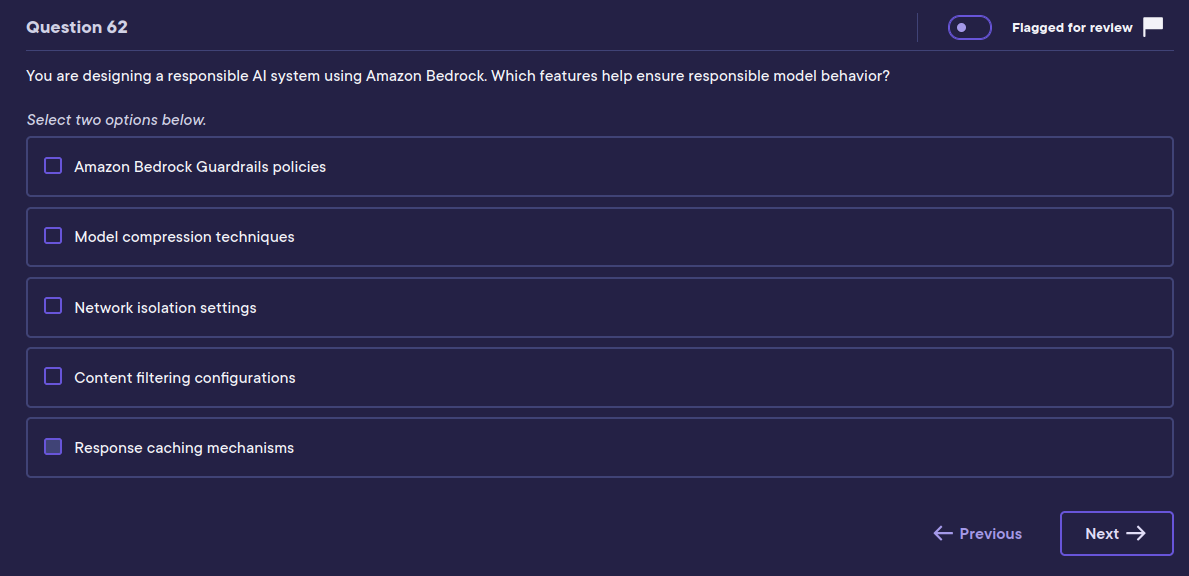 Question 62
Flagged for review
You are designing a responsible AI system using Amazon Bedrock. Which features help ensure responsible model behavior?
Select two options below.
Amazon Bedrock Guardrails policies
Model compression techniques
Network isolation settings
Content filtering configurations
Response caching mechanisms
Previous
Next